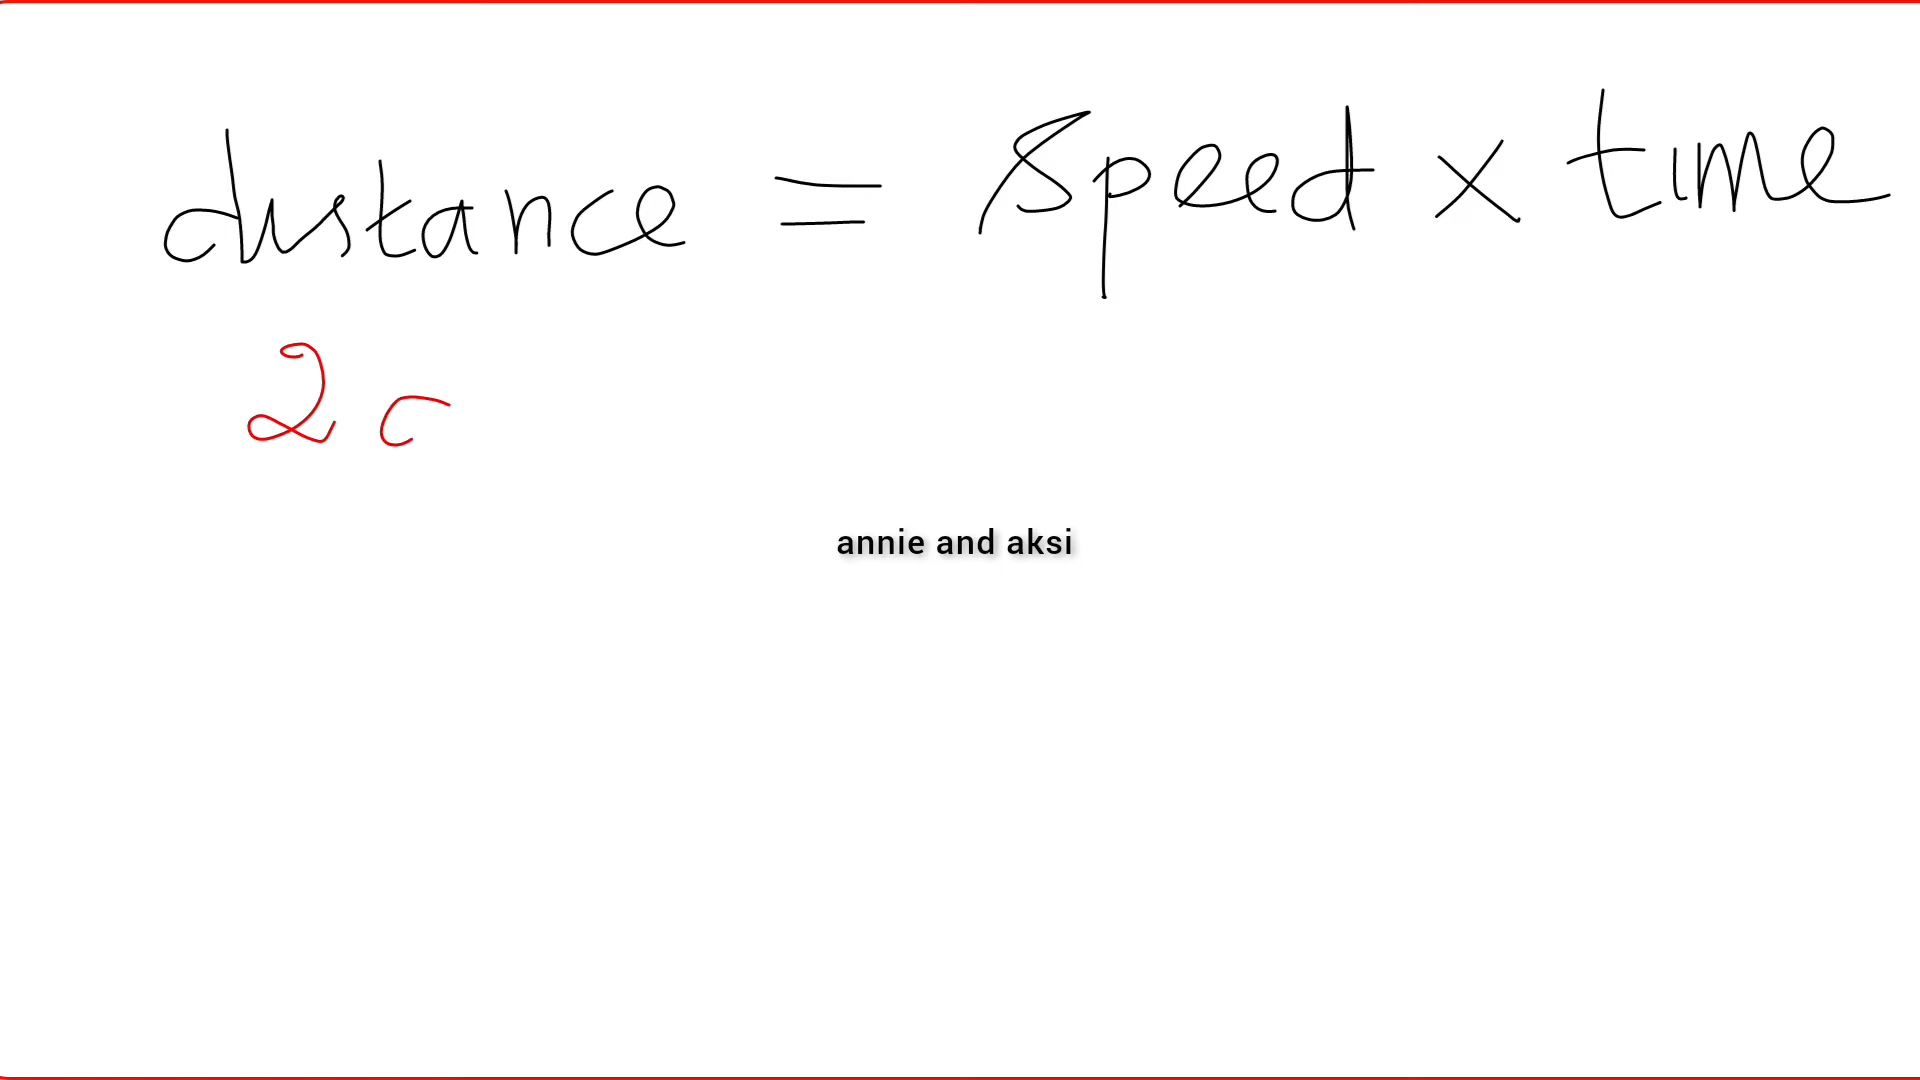 distance = Speed x time
2 c
annie and aksi